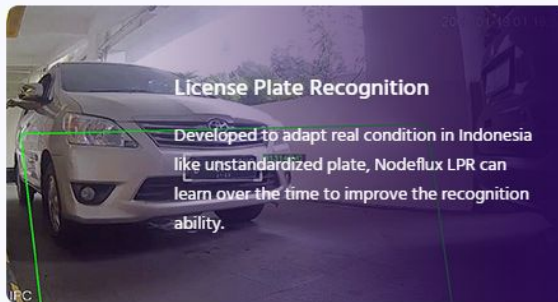 License Plate Recognition
Developed to adapt real condition in Indonesia
like unstandardized plate, Nodeflux LPR can
learn over the time to improve the recognition
ability.
IPC